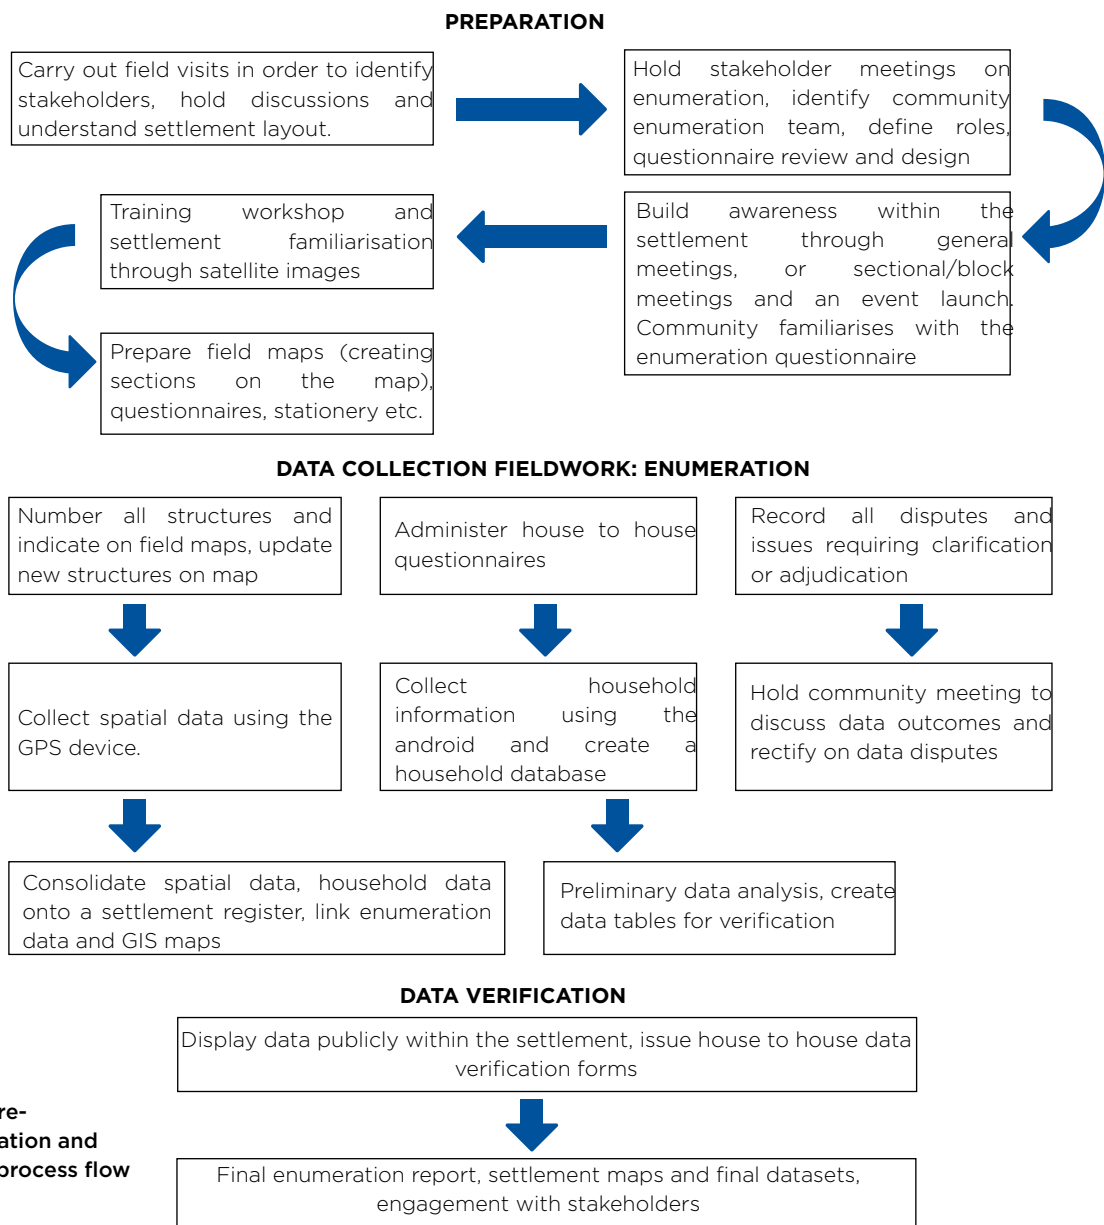 PREPARATION
Carry out field visits in order to identify
stakeholders, hold discussions and
understand settlement layout.
Hold stakeholder meetings on
enumeration, identify community
enumeration team, define roles,
questionnaire review and design
Build awareness within the
settlement through general
meetings, or sectional/block
meetings and an event launch.
Community familiarises with the
enumeration questionnaire
Training workshop and
settlement familiarisation
through satellite images
Prepare field maps (creating
sections on the map),
questionnaires, stationery etc.
DATA COLLECTION FIELDWORK: ENUMERATION
Number all structures and
indicate on field maps, update
new structures on map
Administer house to house
questionnaires
Record all disputes and
issues requiring clarification
or adjudication
Collect spatial data using the
GPS device.
Collect household
information using the
android and create a
household database
Hold community meeting to
discuss data outcomes and
rectify on data disputes
Consolidate spatial data, household data
onto a settlement register, link enumeration
data and GIS maps
Preliminary data analysis, create
data tables for verification
DATA VERIFICATION
Display data publicly within the settlement, issue house to house data
verification forms
re-
ation and
process flow
Final enumeration report, settlement maps and final datasets,
engagement with stakeholders